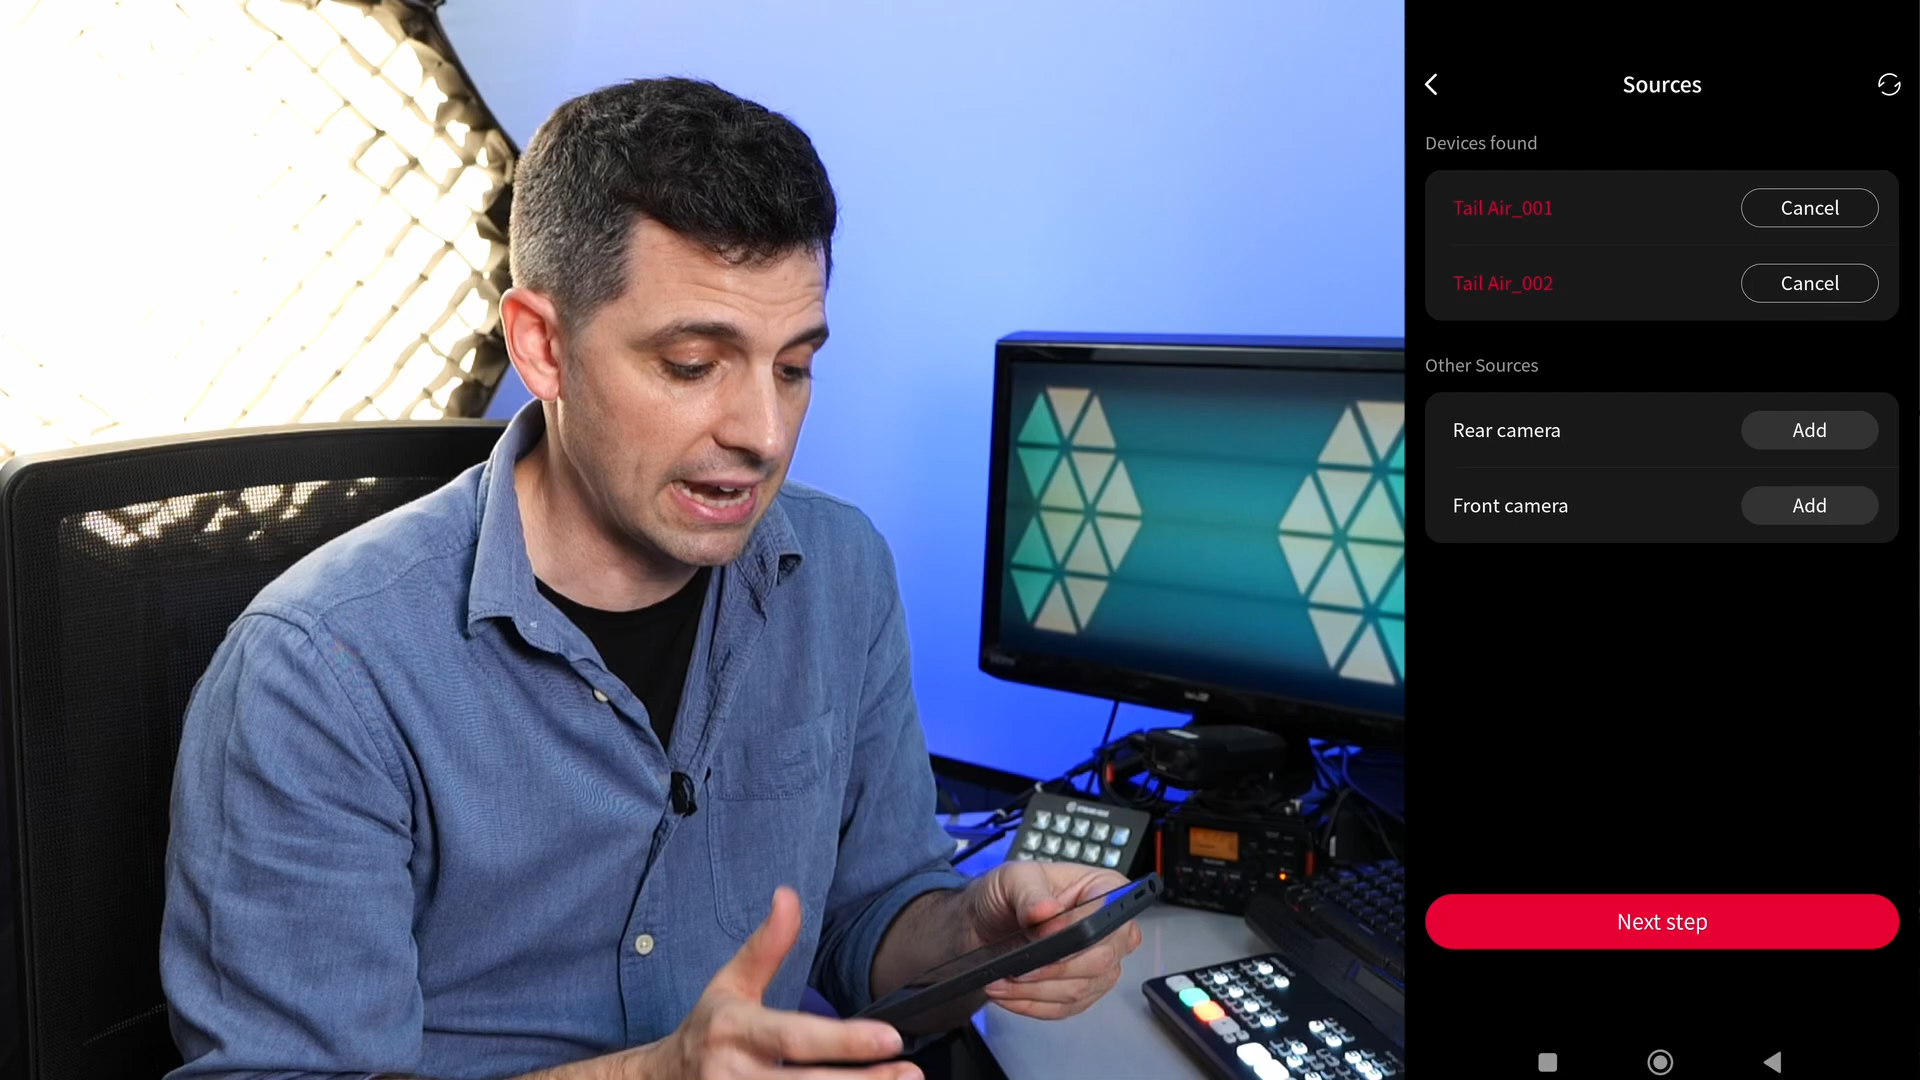 Sources
Devices found
Tail Air_001
Cancel
Tail Air_002
Cancel
Other Sources
Rear camera
Add
Front camera
Add
Next step